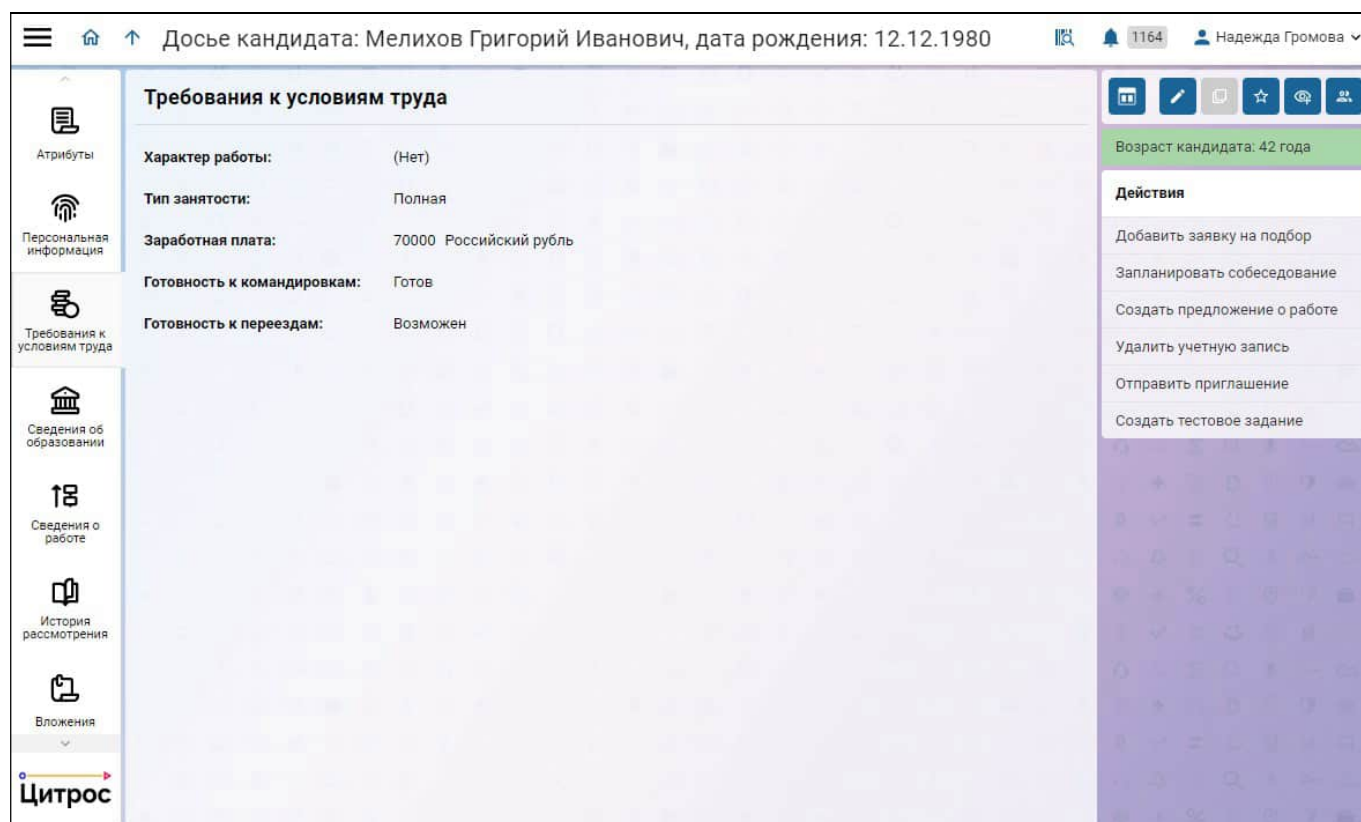 Досье кандидата: Мелихов Григорий Иванович, дата рождения: 12.12.1980
1164
Надежда Громова
Атрибуты
Персональная
информация
Требования к
условиям труда
Сведения об
образовании
Сведения о
работе
История
рассмотрения
Вложения
Цитрос
Требования к условиям труда
Характер работы: (Нет)
Тип занятости: Полная
Заработная плата: 70000 Российский рубль
Готовность к командировкам: Готов
Готовность к переездам: Возможен
Возраст кандидата: 42 года
Действия
Добавить заявку на подбор
Запланировать собеседование
Создать предложение о работе
Удалить учетную запись
Отправить приглашение
Создать тестовое задание